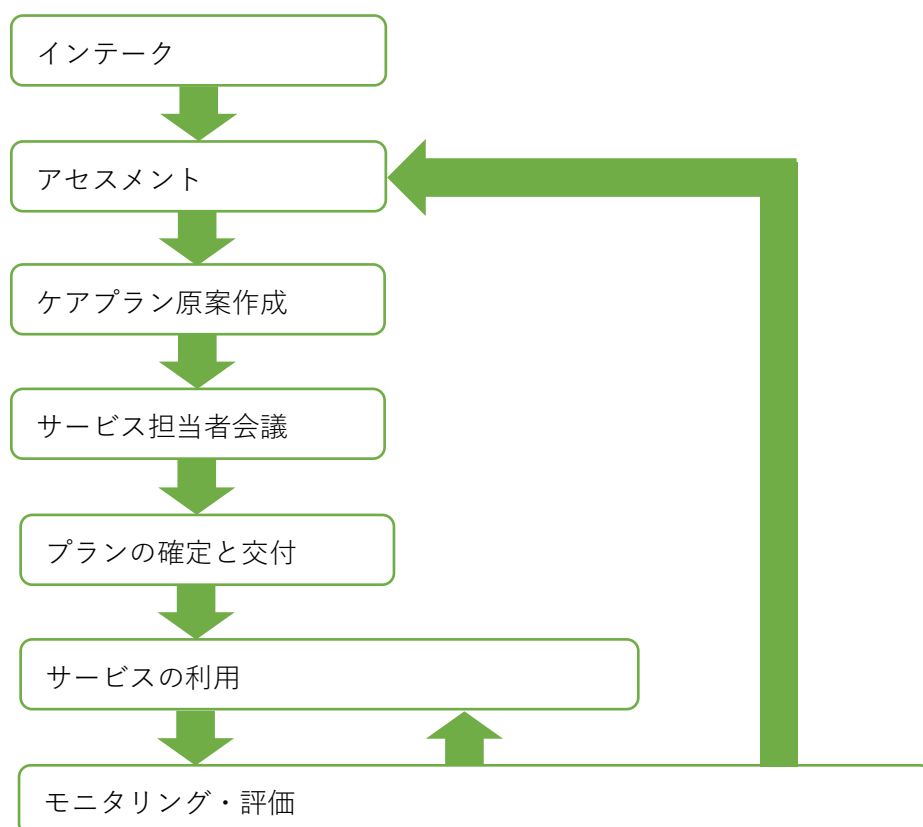 インテーク
アセスメント
ケアプラン原案作成
サービス担当者会議
プランの確定と交付
サービスの利用
モニタリング・評価